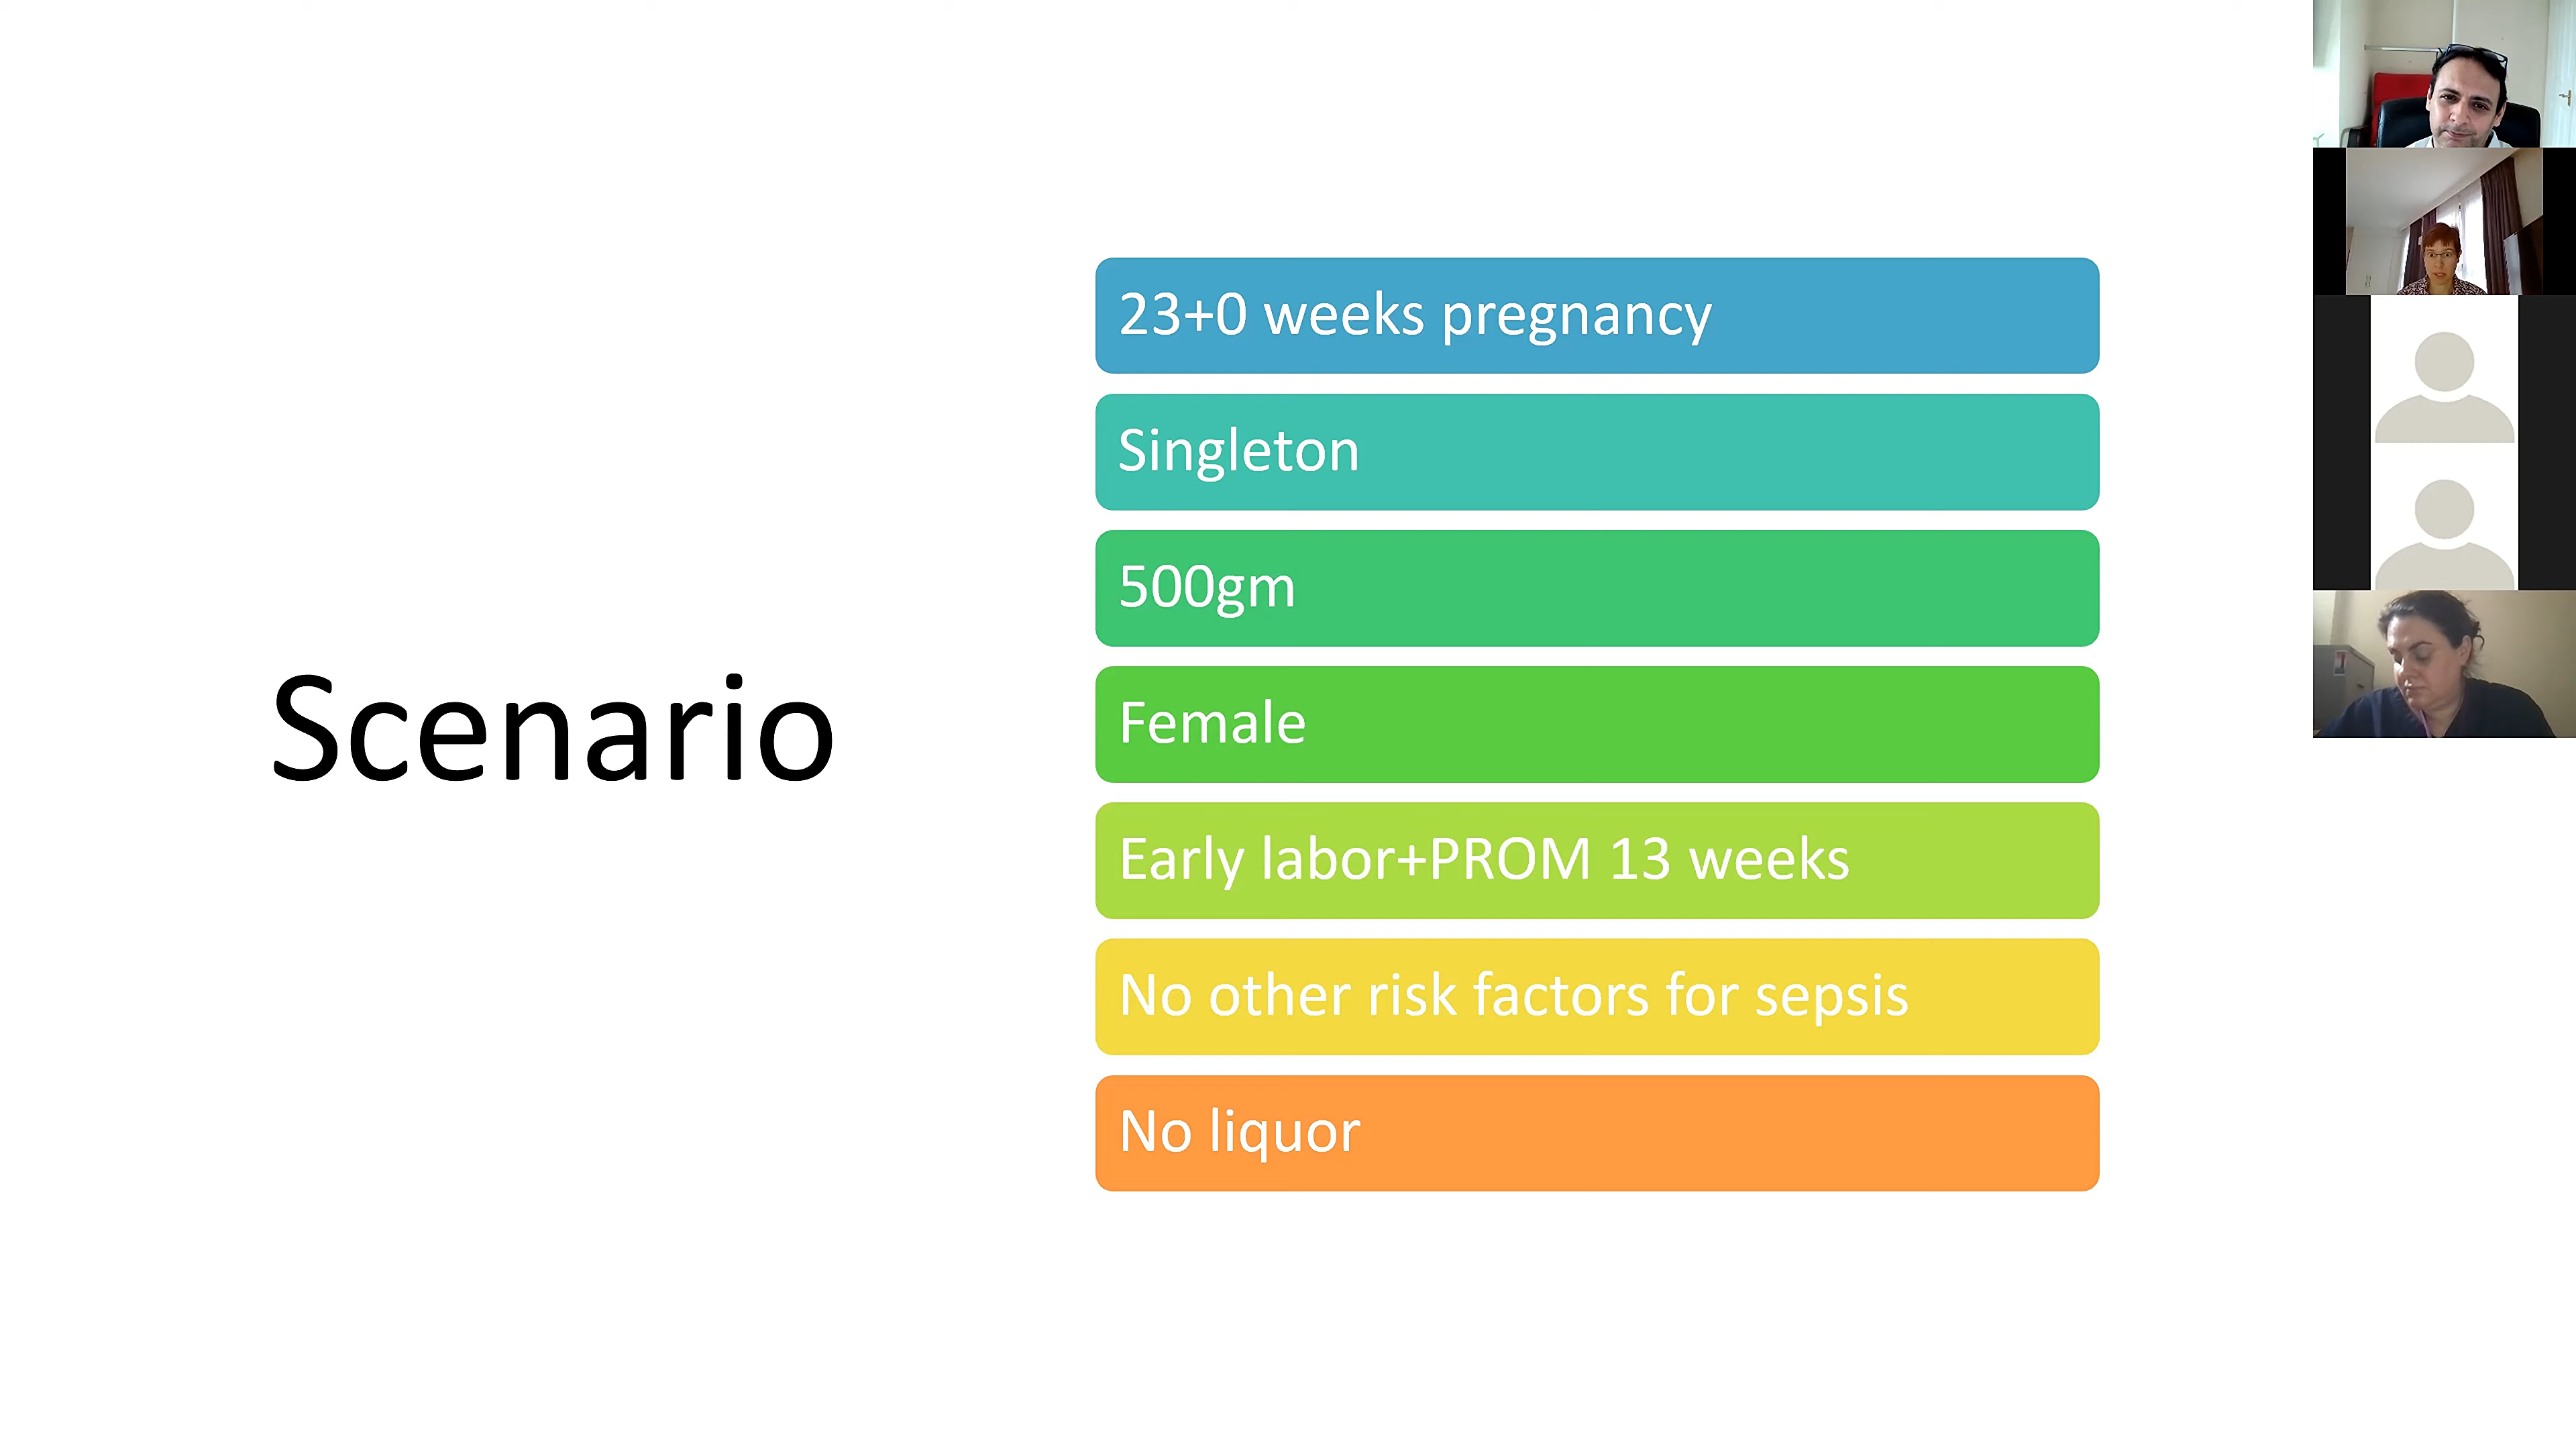 Scenario
23+0 weeks pregnancy
Singleton
500gm
Female
Early labor+PROM 13 weeks
No other risk factors for sepsis
No liquor